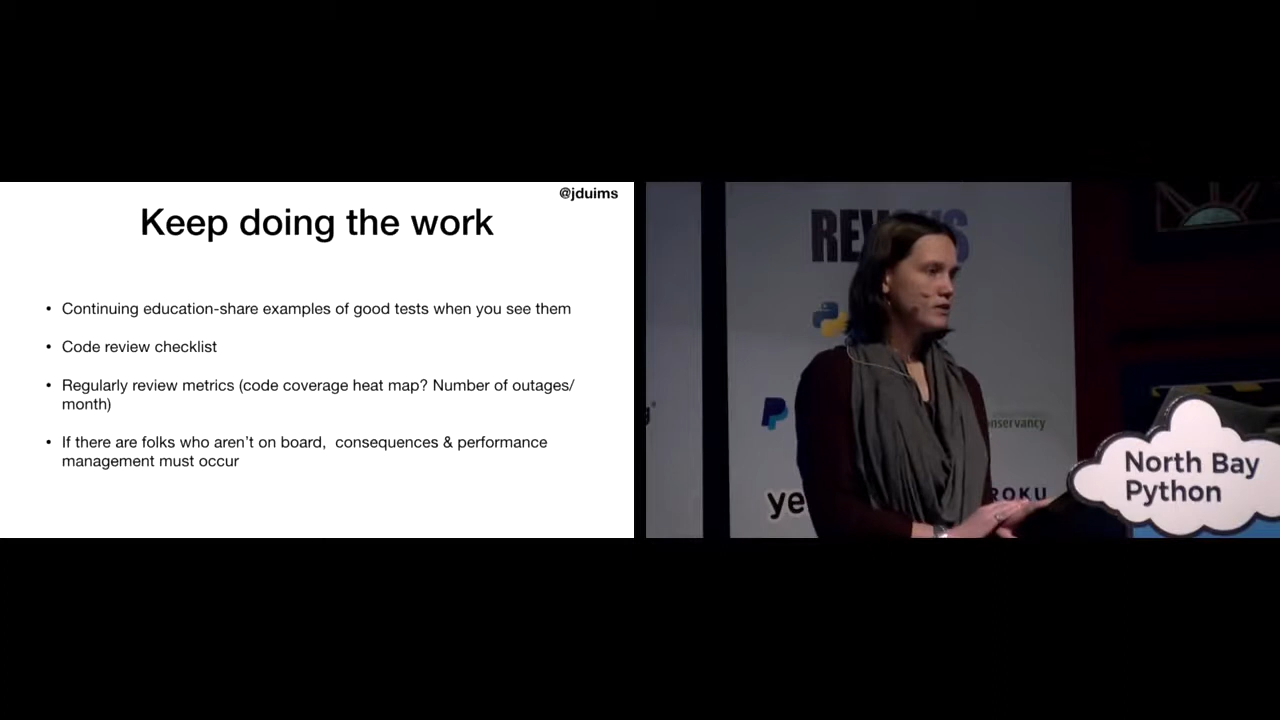 @jduims
Keep doing the work
• Continuing education-share examples of good tests when you see them
• Code review checklist
• Regularly review metrics (code coverage heat map? Number of outages/
month)
• If there are folks who aren't on board,  consequences & performance
management must occur
North Bay
Python